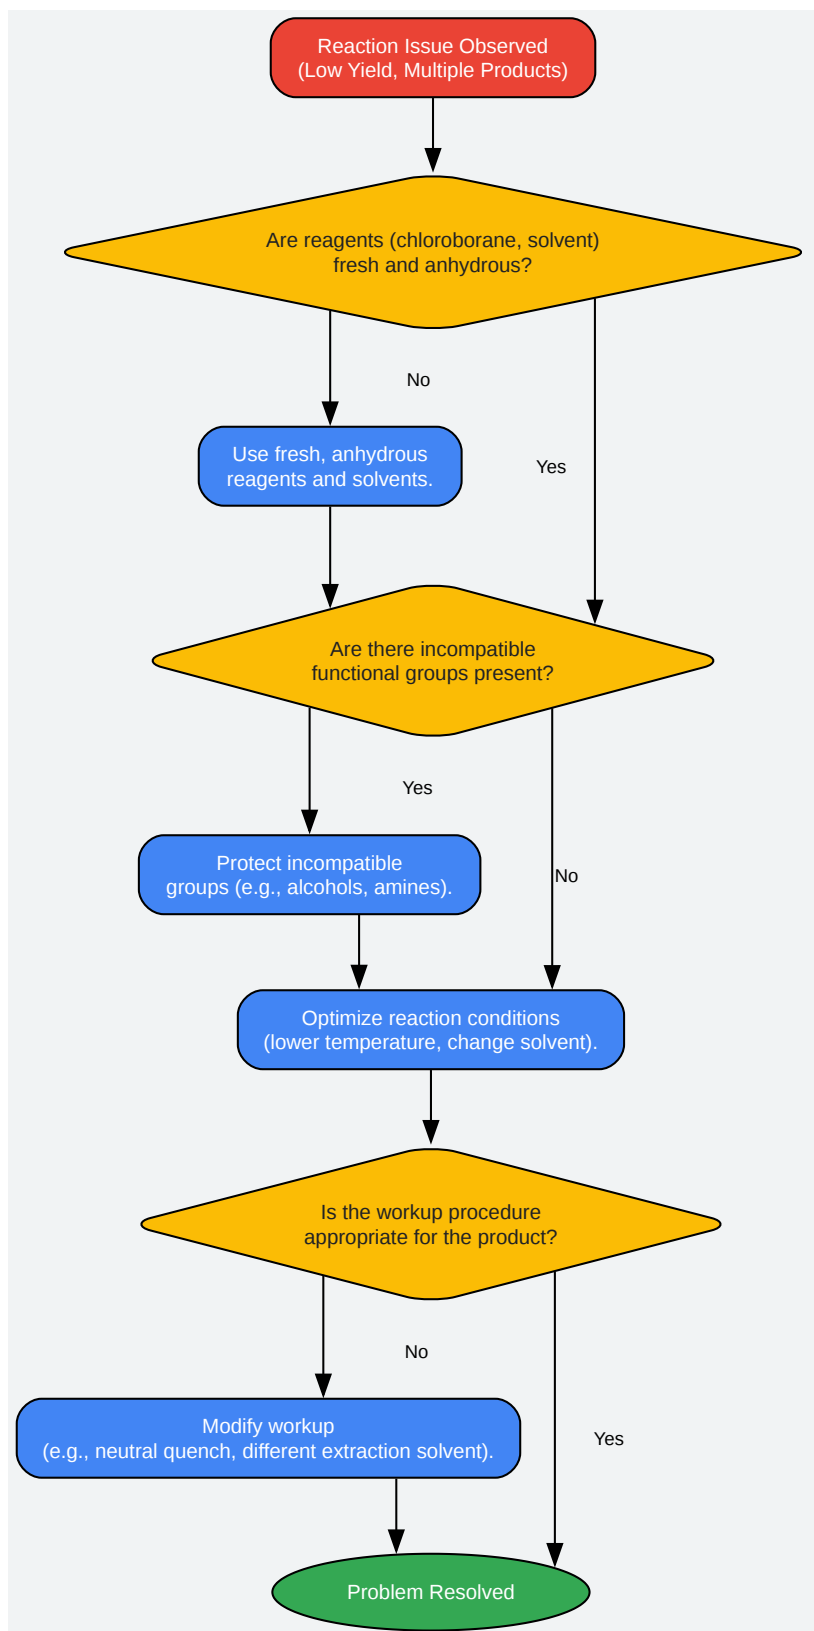 Reaction Issue Observed
(Low Yield, Multiple Products)
Are reagents (chloroborane, solvent)
fresh and anhydrous?
No
Use fresh, anhydrous
reagents and solvents.
Yes
Are there incompatible
functional groups present?
Yes
Protect incompatible
groups (e.g., alcohols, amines).
No
Optimize reaction conditions
(lower temperature, change solvent).
Is the workup procedure
appropriate for the product?
No
Modify workup
(e.g., neutral quench, different extraction solvent).
Yes
Problem Resolved